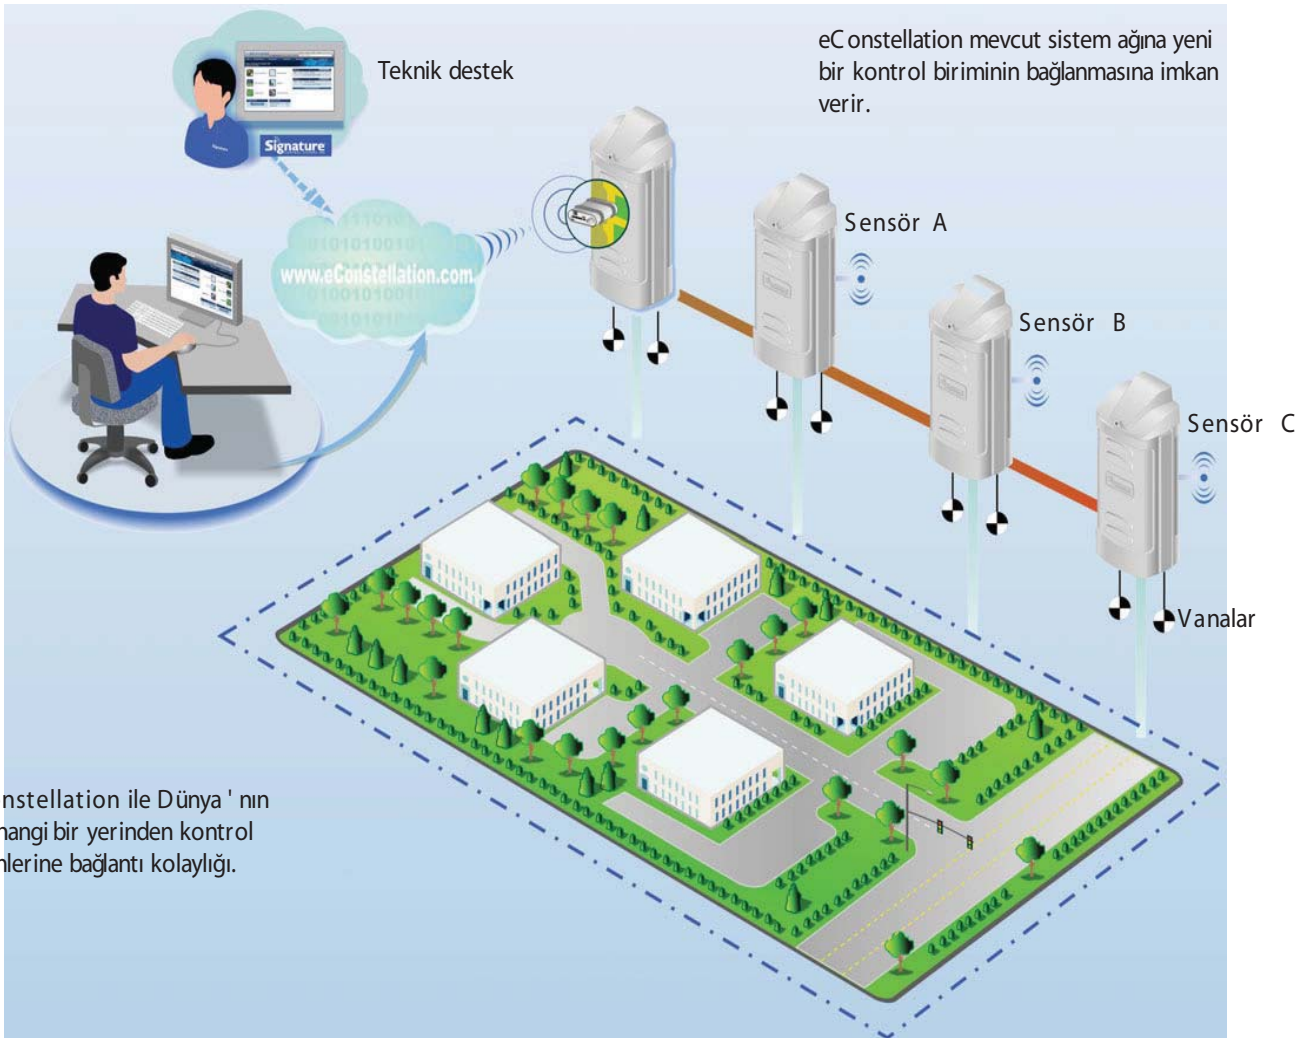 Teknik destek
eC onstellation mevcut sistem ağına yeni
bir kontrol biriminin bağlanmasına imkan
verir.
Signature
www.eConstellation.com
Sensör A
Sensör B
Sensör C
Vanalar
nstellation ile Dünya ' nın
hangi bir yerinden kontrol
lerine bağlantı kolaylığı.